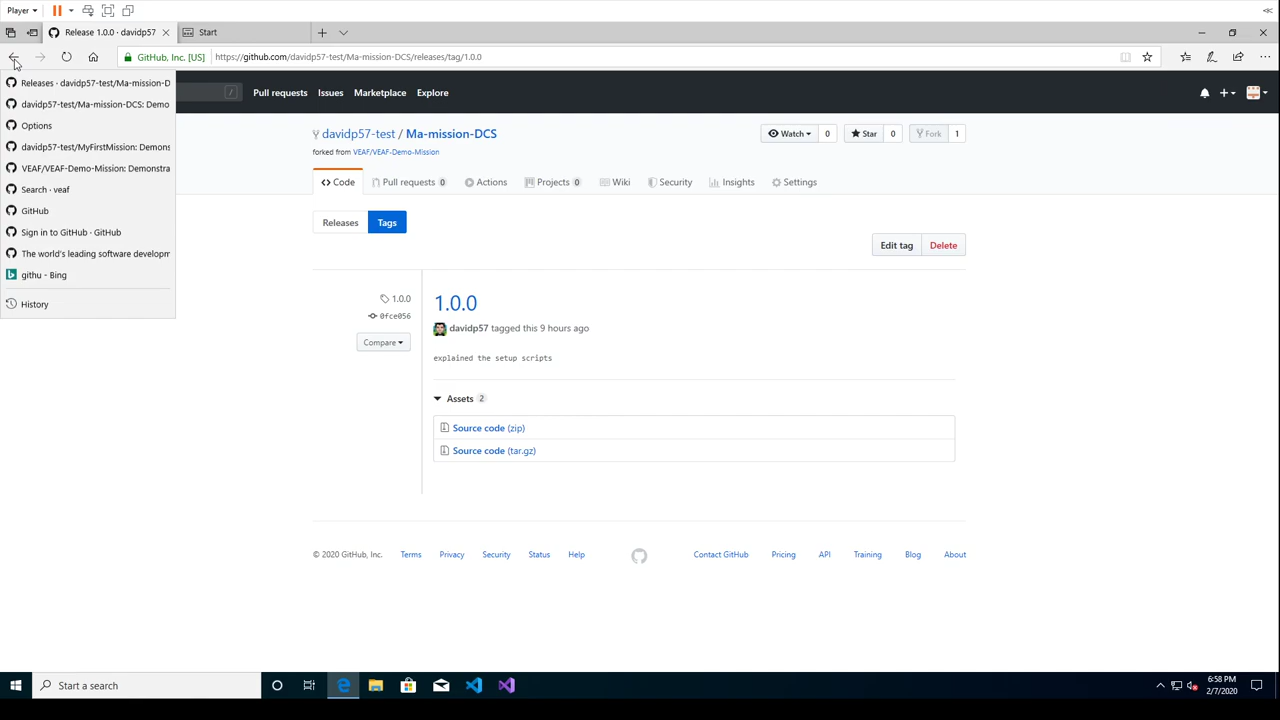 Player
Release 1.0.0 · davidp57
Start
GitHub, Inc. [US]
https://github.com/davidp57-test/Ma-mission-DCS/releases/tag/1.0.0
Releases · davidp57-test/Ma-mission-D
davidp57-test/Ma-mission-DCS: Demo
Options
davidp57-test/MyFirstMission: Demons
VEAF/VEAF-Demo-Mission: Demonstra
Search · veaf
GitHub
Sign in to GitHub · GitHub
The world's leading software developm
githu - Bing
History
/
Pull requests Issues Marketplace Explore
davidp57-test / Ma-mission-DCS
forked from VEAF/VEAF-Demo-Mission
Watch 0 Star 0 Fork 1
Code Pull requests 0 Actions Projects 0 Wiki Security Insights Settings
Releases Tags
Edit tag Delete
1.0.0
0fce056
Compare
1.0.0
davidp57 tagged this 9 hours ago
explained the setup scripts
Assets 2
Source code (zip)
Source code (tar.gz)
© 2020 GitHub, Inc. Terms Privacy Security Status Help Contact GitHub Pricing API Training Blog About
Start a search
6:58 PM
2/7/2020